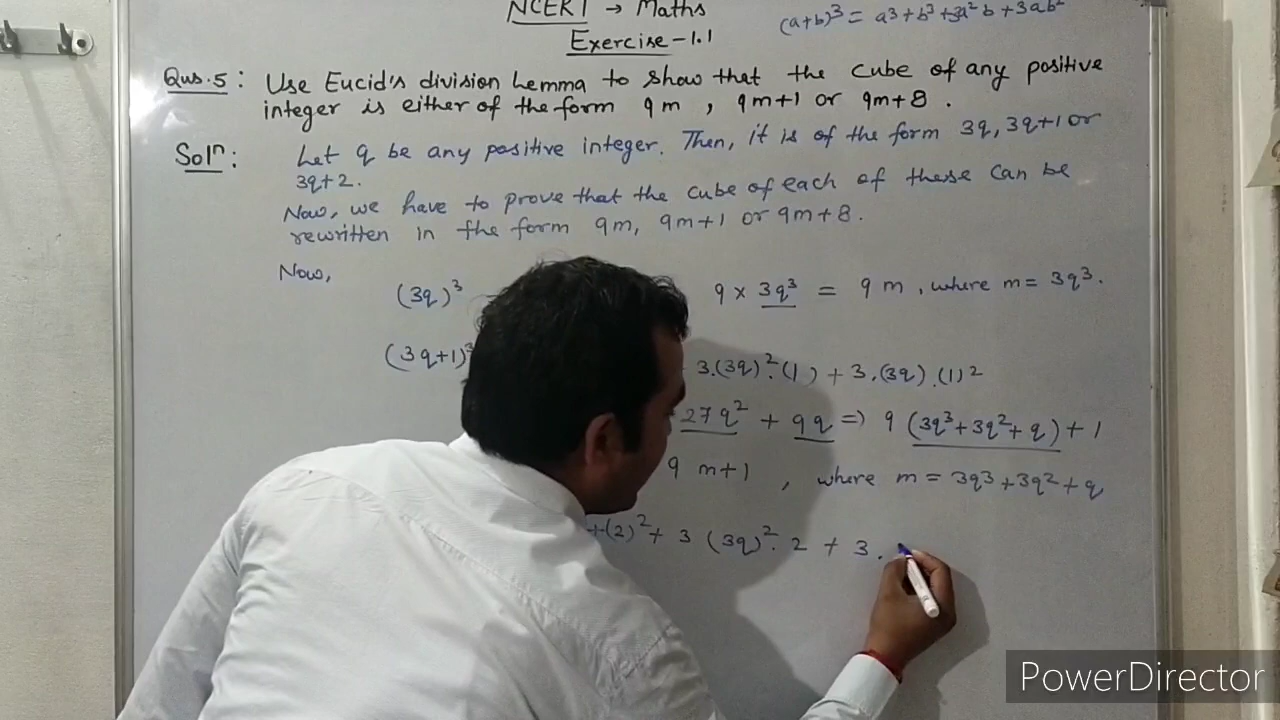 NCERT → Maths
(a+b)³ = a³+b³+3a²b+3ab²
Exercise-1.1
Qus.5: Use Eucid's division Lemma to show that the cube of any positive
integer is either of the form 9m, 9m+1 or 9m+8.
Solⁿ: Let q be any positive integer. Then, it is of the form 3q, 3q+1 or
3q+2.
Now, we have to prove that the cube of each of these can be
rewritten in the form 9m, 9m+1 or 9m+8.
Now,
(3q)³ 9 × 3q³ = 9m, where m = 3q³.
(3q+1)³ 3.(3q)².(1) + 3.(3q).(1)²
27q² + 9q => 9 (3q³+3q²+q)+1
9m+1, where m = 3q³+3q²+q
+(2)² + 3 (3q)². 2 + 3.
PowerDirector